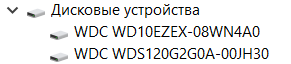 Дисковые устройства
WDC WD10EZEX-08WN4A0
WDC WDS120G2G0A-00JH30